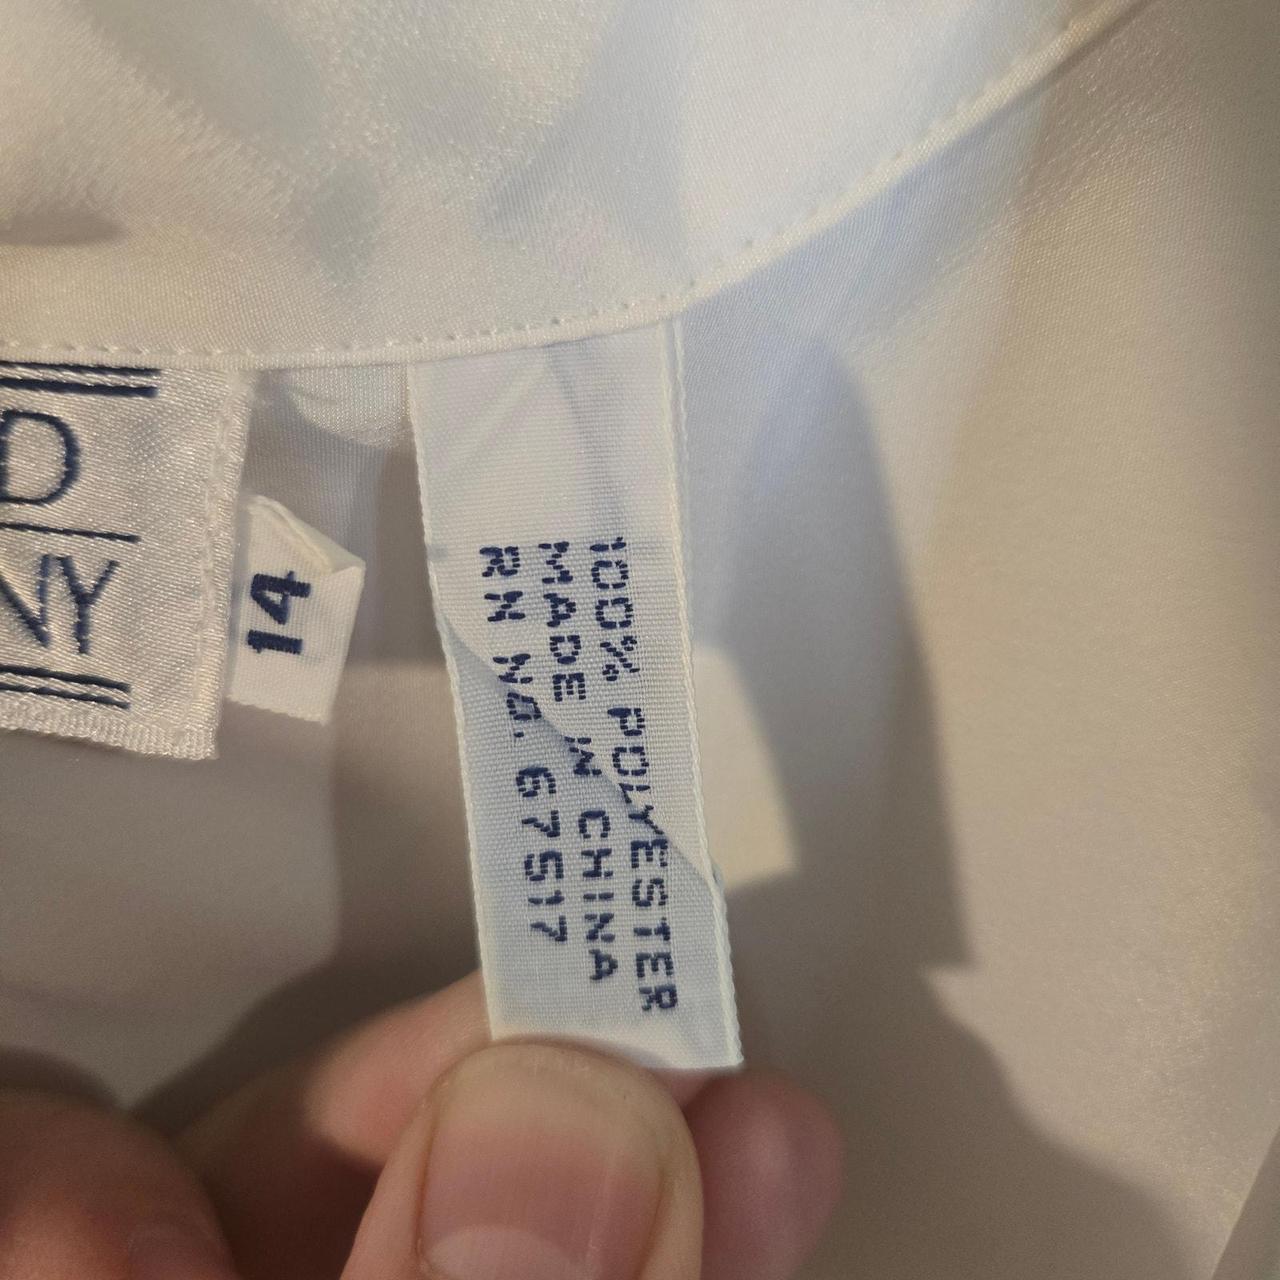 D
NY
14
100% POLYESTER
MADE IN CHINA
RN NO. 67517